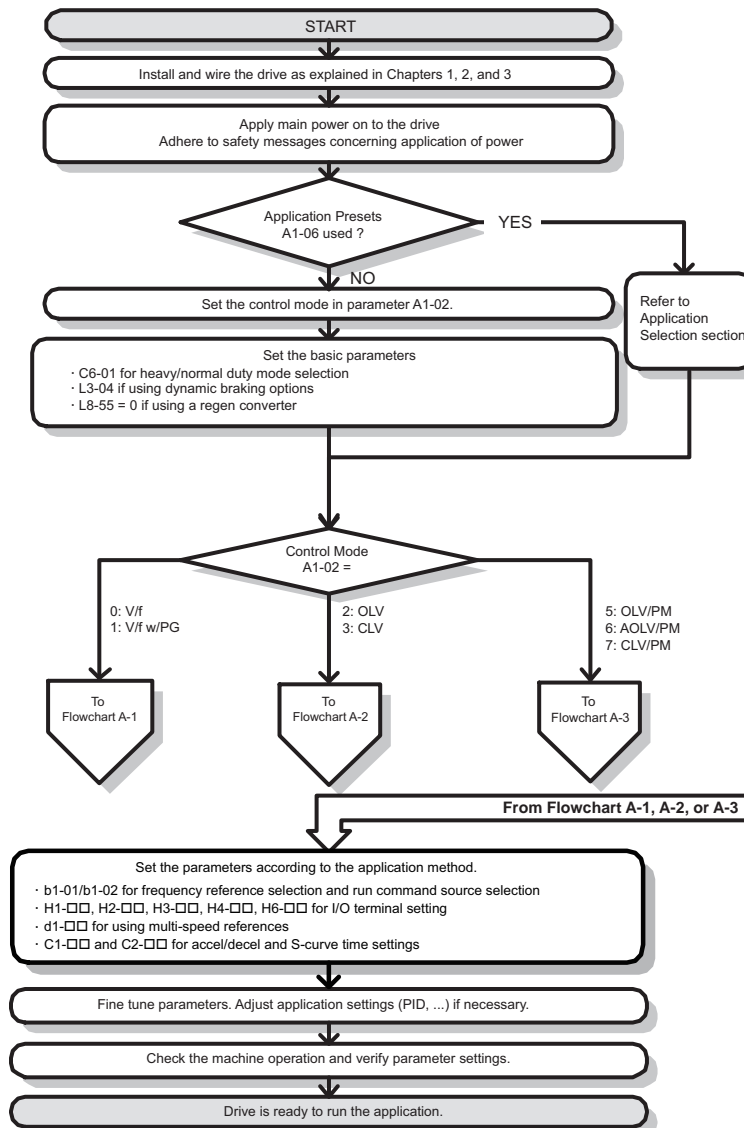 START
Install and wire the drive as explained in Chapters 1, 2, and 3
Apply main power on to the drive
Adhere to safety messages concerning application of power
Application Presets
A1-06 used ?
YES
NO
Set the control mode in parameter A1-02.
Refer to
Application
Selection section
Set the basic parameters
· C6-01 for heavy/normal duty mode selection
· L3-04 if using dynamic braking options
· L8-55 = 0 if using a regen converter
Control Mode
A1-02 =
0: V/f
1: V/f w/PG
2: OLV
3: CLV
5: OLV/PM
6: AOLV/PM
7: CLV/PM
To
Flowchart A-1
To
Flowchart A-2
To
Flowchart A-3
From Flowchart A-1, A-2, or A-3
Set the parameters according to the application method.
· b1-01/b1-02 for frequency reference selection and run command source selection
· H1-□□, H2-□□, H3-□□, H4-□□, H6-□□ for I/O terminal setting
· d1-□□ for using multi-speed references
· C1-□□ and C2-□□ for accel/decel and S-curve time settings
Fine tune parameters. Adjust application settings (PID, ...) if necessary.
Check the machine operation and verify parameter settings.
Drive is ready to run the application.